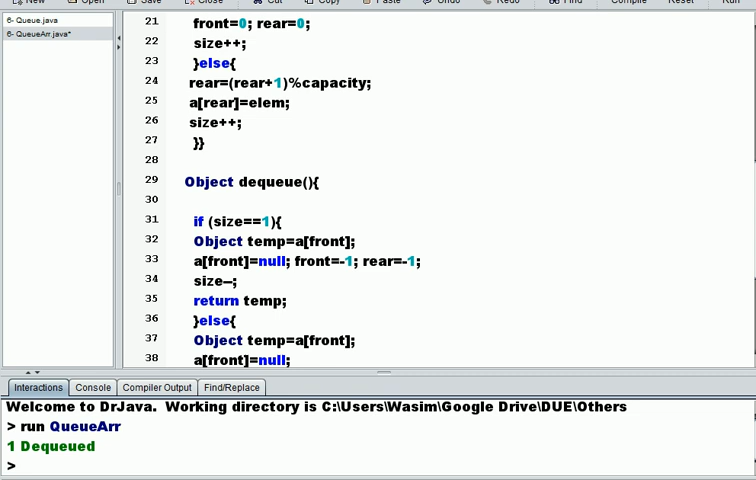 New Open Save Close Cut Copy Paste Undo Redo Find Compile Reset Run
6- Queue.java
6- QueueArr.java*
21 front=0; rear=0;
22 size++;
23 }else{
24 rear=(rear+1)%capacity;
25 a[rear]=elem;
26 size++;
27 }}
28
29 Object dequeue(){
30
31 if (size==1){
32 Object temp=a[front];
33 a[front]=null; front=-1; rear=-1;
34 size--;
35 return temp;
36 }else{
37 Object temp=a[front];
38 a[front]=null;
Interactions Console Compiler Output Find/Replace
Welcome to DrJava. Working directory is C:\Users\Wasim\Google Drive\DUE\Others
> run QueueArr
1 Dequeued
>